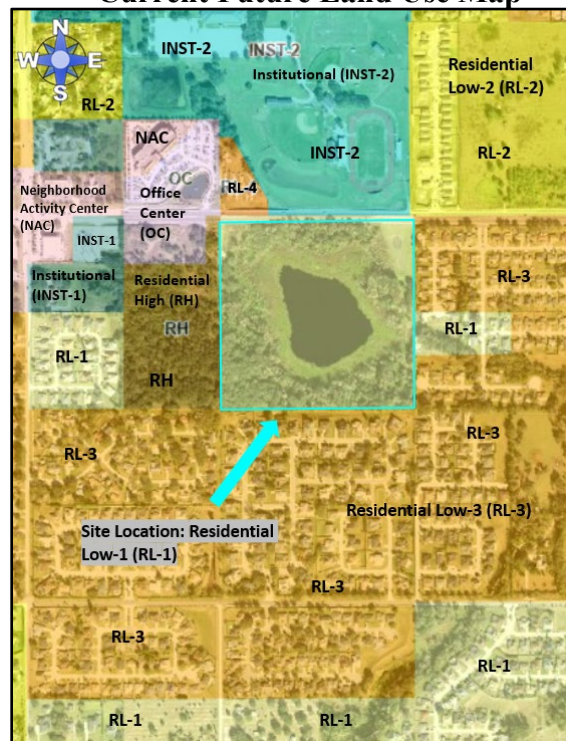 Current Future Land Use Map
N
W E
S
INST-2
INST-2
Institutional (INST-2)
Residential
Low-2 (RL-2)
RL-2
NAC
INST-2
RL-2
OC
RL-4
Neighborhood
Activity Center
(NAC)
Office
Center
(OC)
INST-1
Institutional
(INST-1)
Residential
High (RH)
RL-3
RH
RL-1
RL-1
RH
RL-3
RL-3
Residential Low-3 (RL-3)
Site Location: Residential
Low-1 (RL-1)
RL-3
RL-3
RL-1
RL-1
RL-1